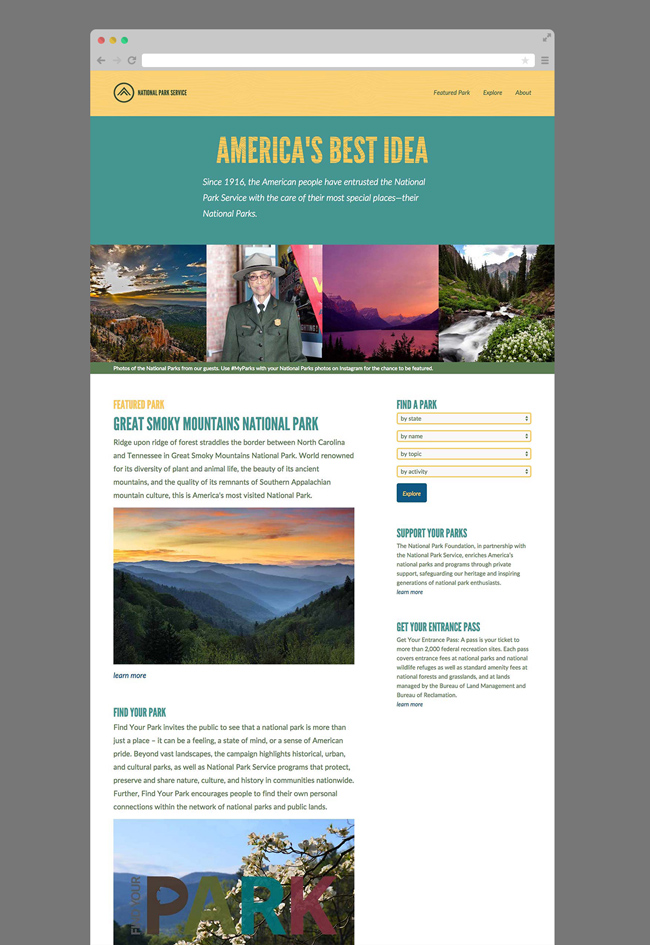 NATIONAL PARK SERVICE
Featured Park Explore About
AMERICA'S BEST IDEA
Since 1916, the American people have entrusted the National
Park Service with the care of their most special places—their
National Parks.
Photos of the National Parks from our guests. Use #MyParks with your National Parks photos on Instagram for the chance to be featured.
FEATURED PARK
GREAT SMOKY MOUNTAINS NATIONAL PARK
Ridge upon ridge of forest straddles the border between North Carolina
and Tennessee in Great Smoky Mountains National Park. World renowned
for its diversity of plant and animal life, the beauty of its ancient
mountains, and the quality of its remnants of Southern Appalachian
mountain culture, this is America's most visited National Park.
learn more
FIND YOUR PARK
Find Your Park invites the public to see that a national park is more than
just a place – it can be a feeling, a state of mind, or a sense of American
pride. Beyond vast landscapes, the campaign highlights historical, urban,
and cultural parks, as well as National Park Service programs that protect,
preserve and share nature, culture, and history in communities nationwide.
Further, Find Your Park encourages people to find their own personal
connections within the network of national parks and public lands.
FIND YOUR
PARK
FIND A PARK
by state
by name
by topic
by activity
Explore
SUPPORT YOUR PARKS
The National Park Foundation, in partnership with
the National Park Service, enriches America's
national parks and programs through private
support, safeguarding our heritage and inspiring
generations of national park enthusiasts.
learn more
GET YOUR ENTRANCE PASS
Get Your Entrance Pass: A pass is your ticket to
more than 2,000 federal recreation sites. Each pass
covers entrance fees at national parks and national
wildlife refuges as well as standard amenity fees at
national forests and grasslands, and at lands
managed by the Bureau of Land Management and
Bureau of Reclamation.
learn more